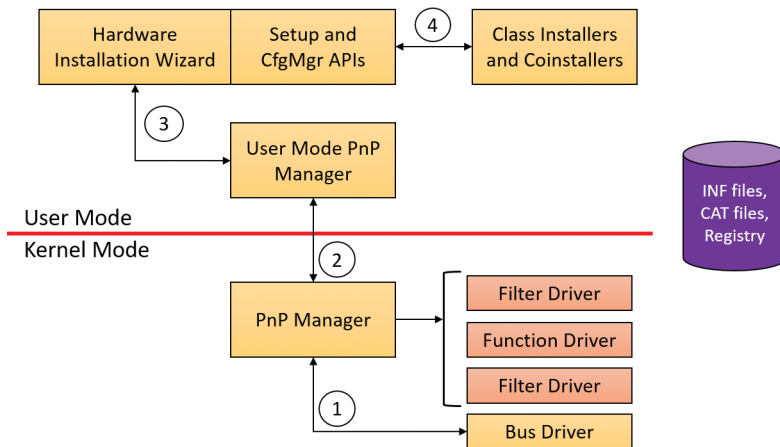 Hardware
Installation Wizard
Setup and
CfgMgr APIs
4
Class Installers
and Coinstallers
3
User Mode PnP
Manager
INF files,
CAT files,
Registry
User Mode
Kernel Mode
2
PnP Manager
Filter Driver
Function Driver
Filter Driver
1
Bus Driver